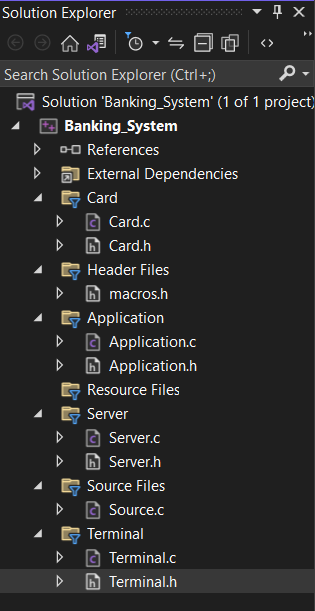 Solution Explorer
Search Solution Explorer (Ctrl+;)
Solution 'Banking_System' (1 of 1 project)
Banking_System
References
External Dependencies
Card
Card.c
Card.h
Header Files
macros.h
Application
Application.c
Application.h
Resource Files
Server
Server.c
Server.h
Source Files
Source.c
Terminal
Terminal.c
Terminal.h